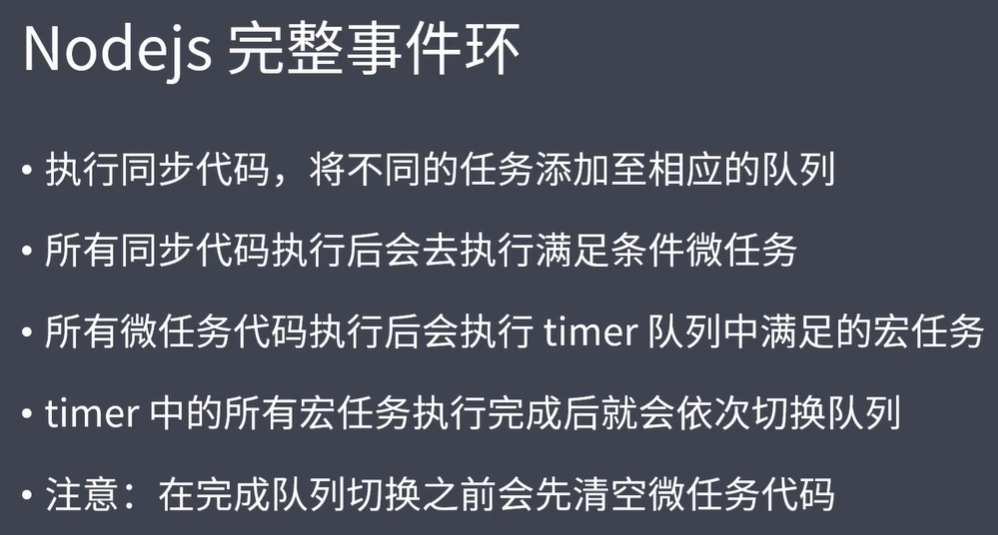 Nodejs 完整事件环
• 执行同步代码，将不同的任务添加至相应的队列
• 所有同步代码执行后会去执行满足条件微任务
• 所有微任务代码执行后会执行 timer 队列中满足的宏任务
• timer 中的所有宏任务执行完成后就会依次切换队列
• 注意：在完成队列切换之前会先清空微任务代码